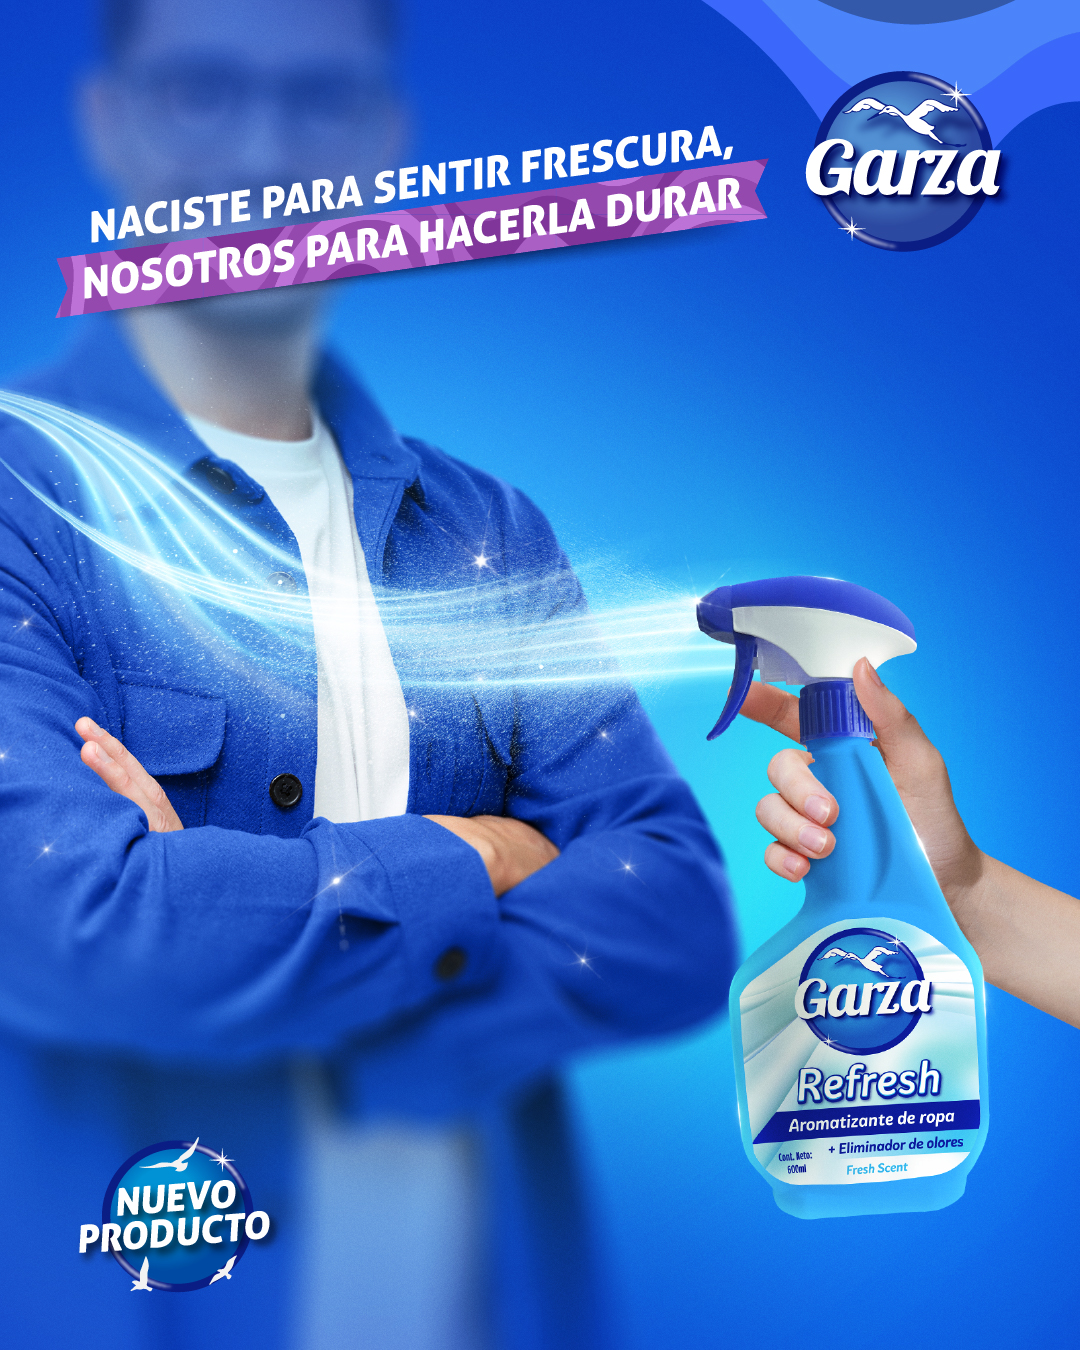 NACISTE PARA SENTIR FRESCURA,
NOSOTROS PARA HACERLA DURAR
Garza
Garza
Refresh
Aromatizante de ropa
+ Eliminador de olores
Cont. Neto:
600ml
Fresh Scent
NUEVO
PRODUCTO